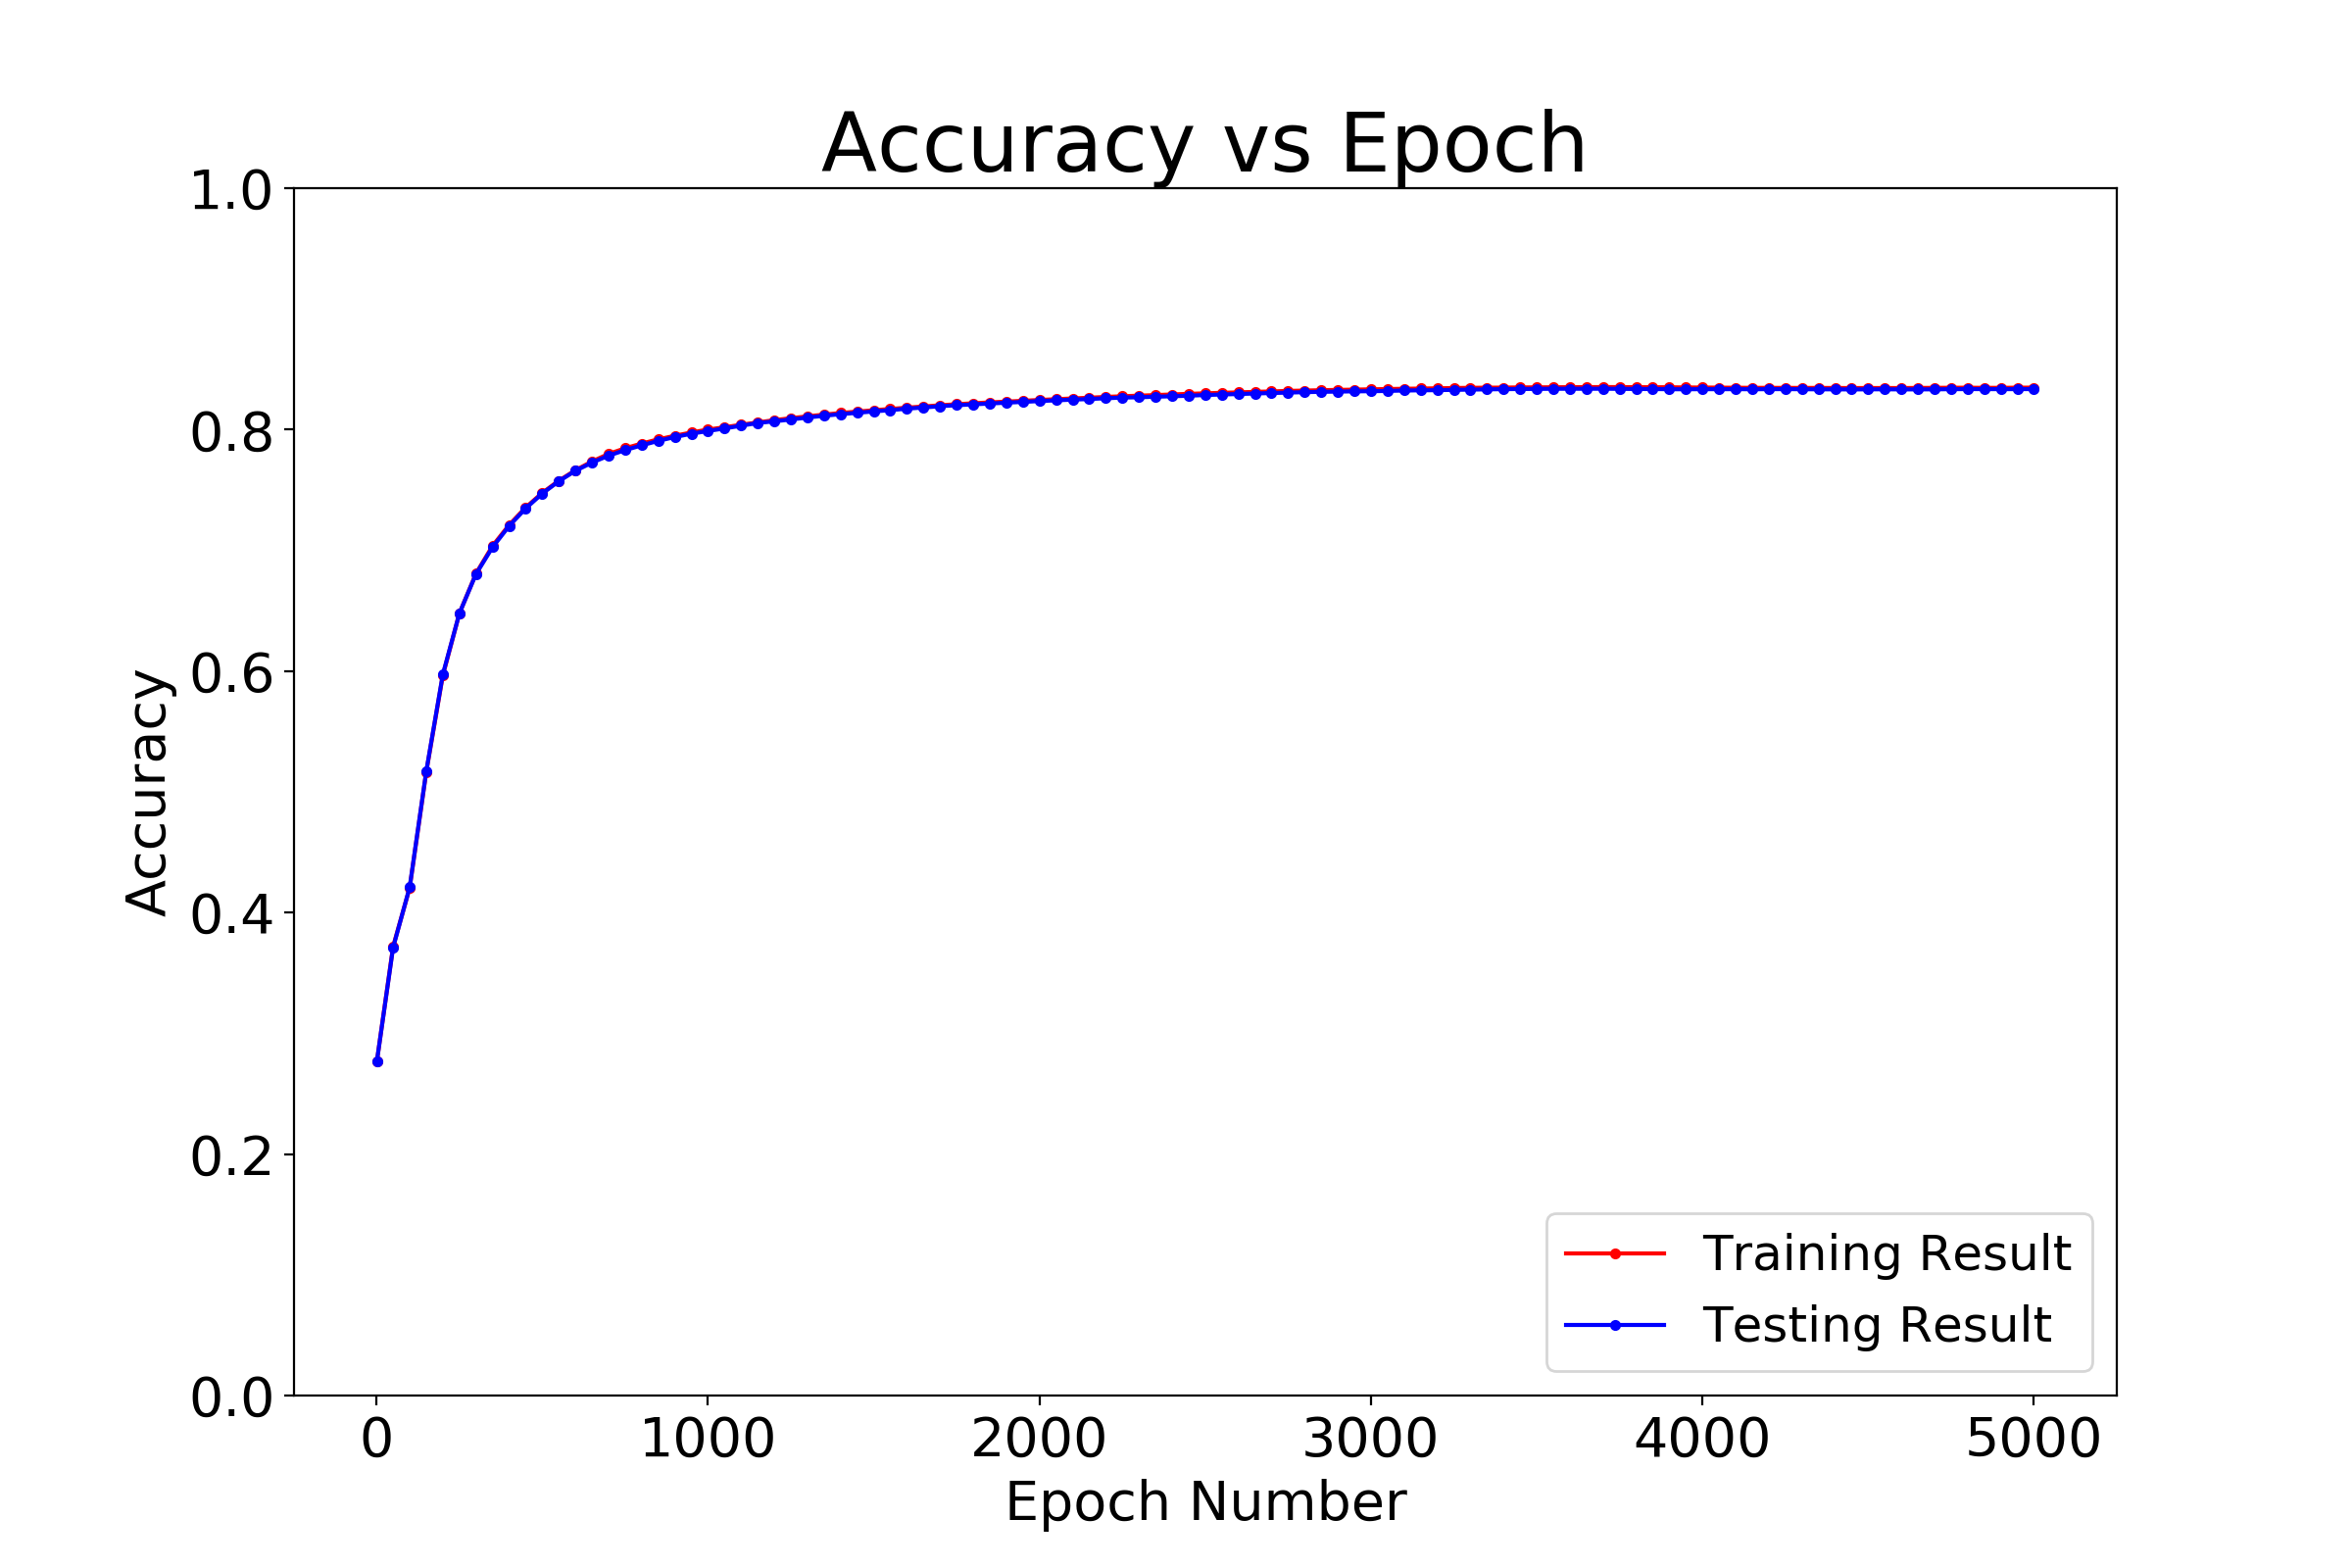 Accuracy vs Epoch
1.0
0.8
0.6
0.4
0.2
0.0
Accuracy
0 1000 2000 3000 4000 5000
Epoch Number
Training Result
Testing Result